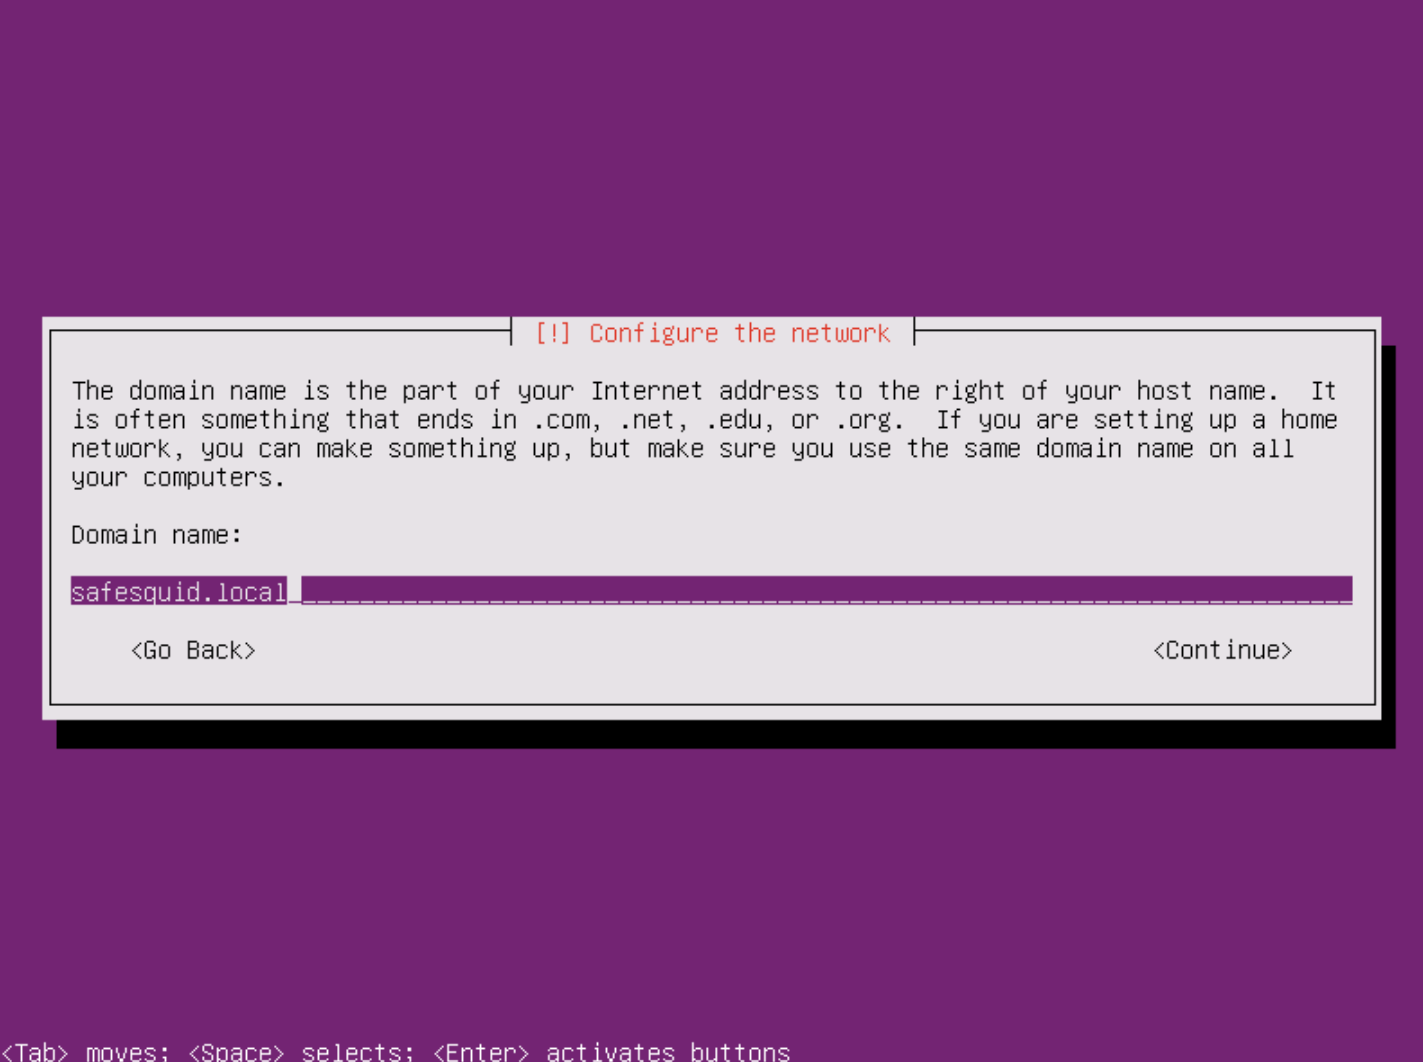 [!] Configure the network
The domain name is the part of your Internet address to the right of your host name.  It
is often something that ends in .com, .net, .edu, or .org.  If you are setting up a home
network, you can make something up, but make sure you use the same domain name on all
your computers.
Domain name:
safesquid.local
<Go Back> <Continue>
<Tab> moves; <Space> selects; <Enter> activates buttons